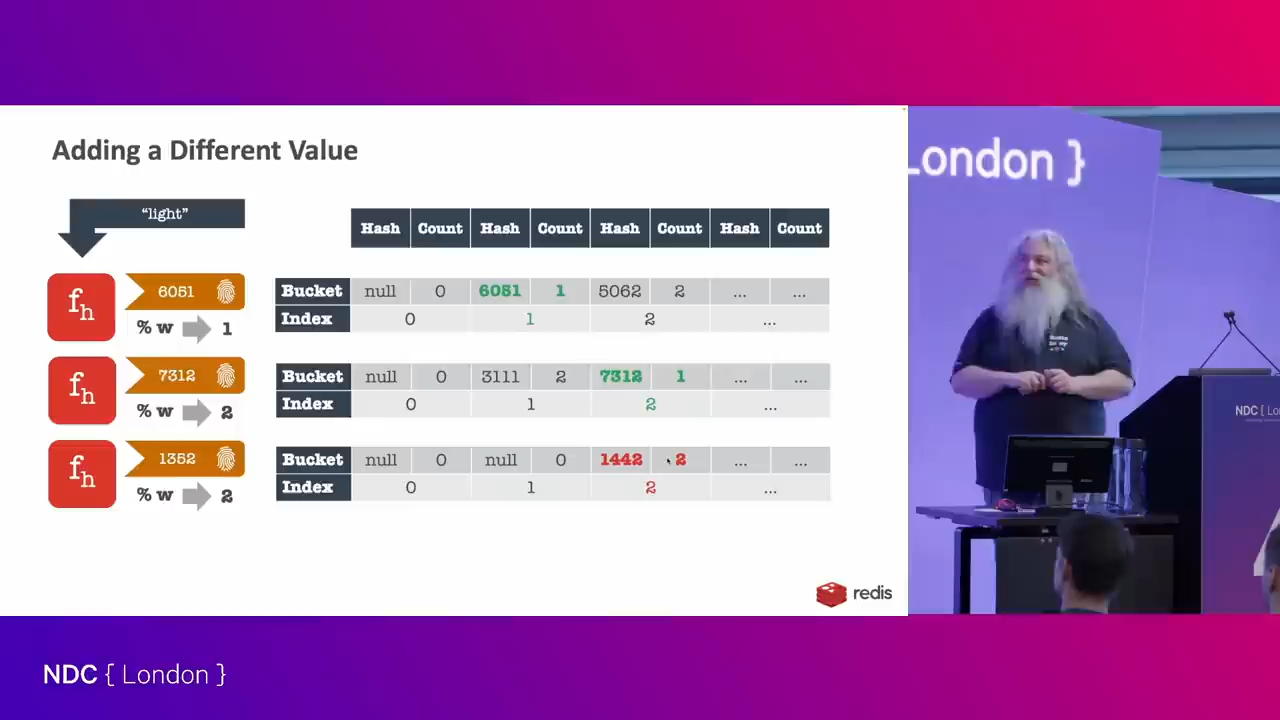 Adding a Different Value
“light”
Hash Count Hash Count Hash Count Hash Count
fh 6051
% w 1
Bucket null 0 6051 1 5062 2 ... ...
Index 0 1 2 ...
fh 7312
% w 2
Bucket null 0 3111 2 7312 1 ... ...
Index 0 1 2 ...
fh 1352
% w 2
Bucket null 0 null 0 1442 2 ... ...
Index 0 1 2 ...
redis
London }
NDC { Lo
NDC { London }